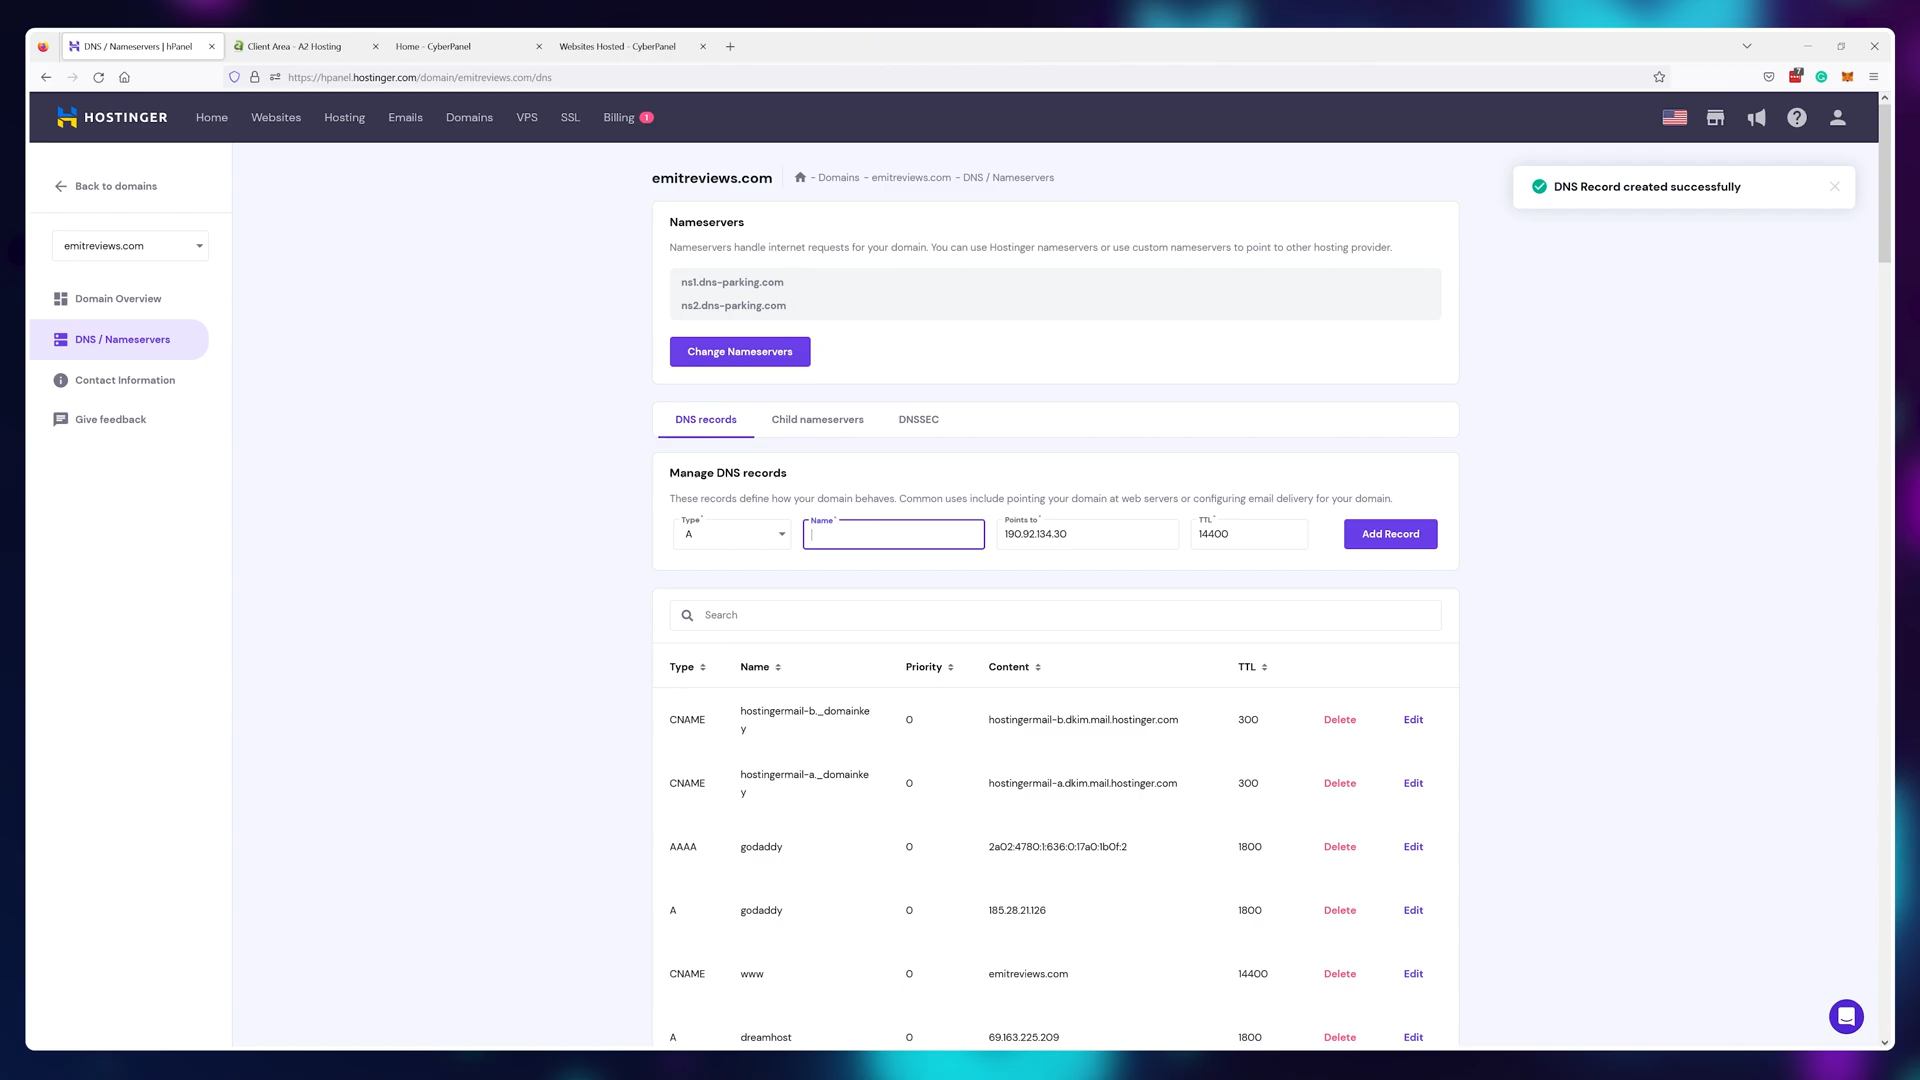 DNS / Nameservers | hPanel
Client Area - A2 Hosting
Home - CyberPanel
Websites Hosted - CyberPanel
https://hpanel.hostinger.com/domain/emitreviews.com/dns
7
HOSTINGER
Home
Websites
Hosting
Emails
Domains
VPS
SSL
Billing 1
Back to domains
emitreviews.com
Domain Overview
DNS / Nameservers
Contact Information
Give feedback
emitreviews.com
- Domains - emitreviews.com - DNS / Nameservers
DNS Record created successfully
Nameservers
Nameservers handle internet requests for your domain. You can use Hostinger nameservers or use custom nameservers to point to other hosting provider.
ns1.dns-parking.com
ns2.dns-parking.com
Change Nameservers
DNS records
Child nameservers
DNSSEC
Manage DNS records
These records define how your domain behaves. Common uses include pointing your domain at web servers or configuring email delivery for your domain.
Type*
A
Name*
Points to*
190.92.134.30
TTL*
14400
Add Record
Search
Type
Name
Priority
Content
TTL
CNAME
hostingermail-b._domainke
y
0
hostingermail-b.dkim.mail.hostinger.com
300
Delete
Edit
CNAME
hostingermail-a._domainke
y
0
hostingermail-a.dkim.mail.hostinger.com
300
Delete
Edit
AAAA
godaddy
0
2a02:4780:1:636:0:17a0:1b0f:2
1800
Delete
Edit
A
godaddy
0
185.28.21.126
1800
Delete
Edit
CNAME
www
0
emitreviews.com
14400
Delete
Edit
A
dreamhost
0
69.163.225.209
1800
Delete
Edit